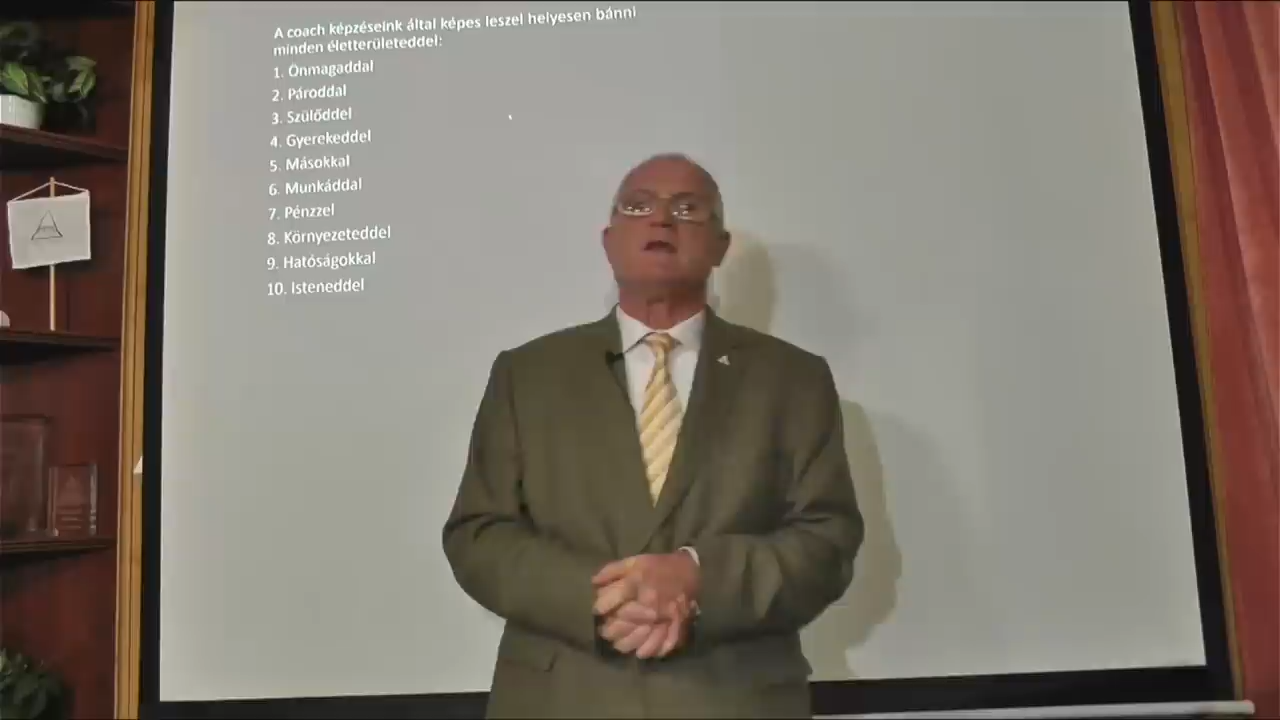 A coach képzéseink által képes leszel helyesen bánni
minden életterületeddel:
1. Önmagaddal
2. Pároddal
3. Szülőddel
4. Gyerekeddel
5. Másokkal
6. Munkáddal
7. Pénzzel
8. Környezeteddel
9. Hatóságokkal
10. Isteneddel